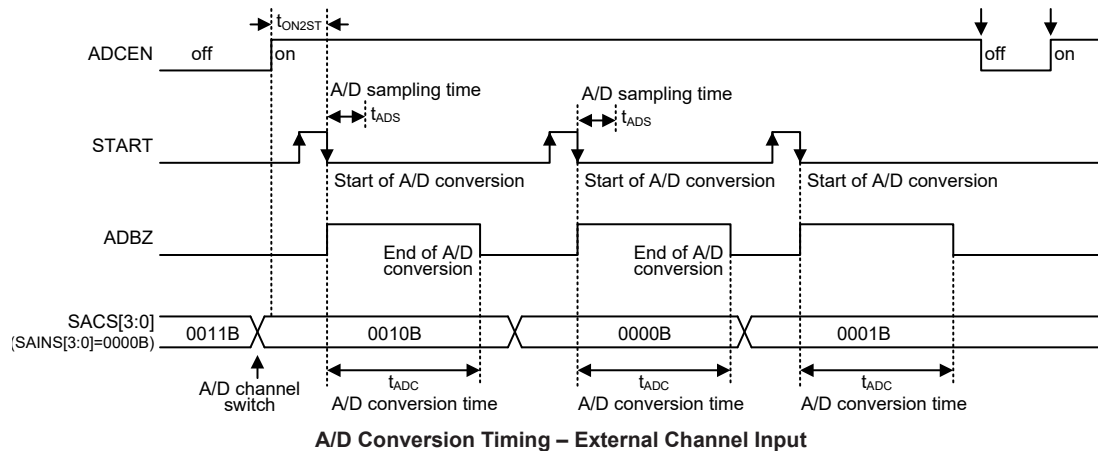 tON2ST
ADCEN
off
on
off
on
A/D sampling time
tADS
A/D sampling time
tADS
START
Start of A/D conversion
Start of A/D conversion
Start of A/D conversion
ADBZ
End of A/D
conversion
End of A/D
conversion
SACS[3:0]
(SAINS[3:0]=0000B)
0011B
0010B
0000B
0001B
A/D channel
switch
tADC
A/D conversion time
tADC
A/D conversion time
tADC
A/D conversion time
A/D Conversion Timing – External Channel Input